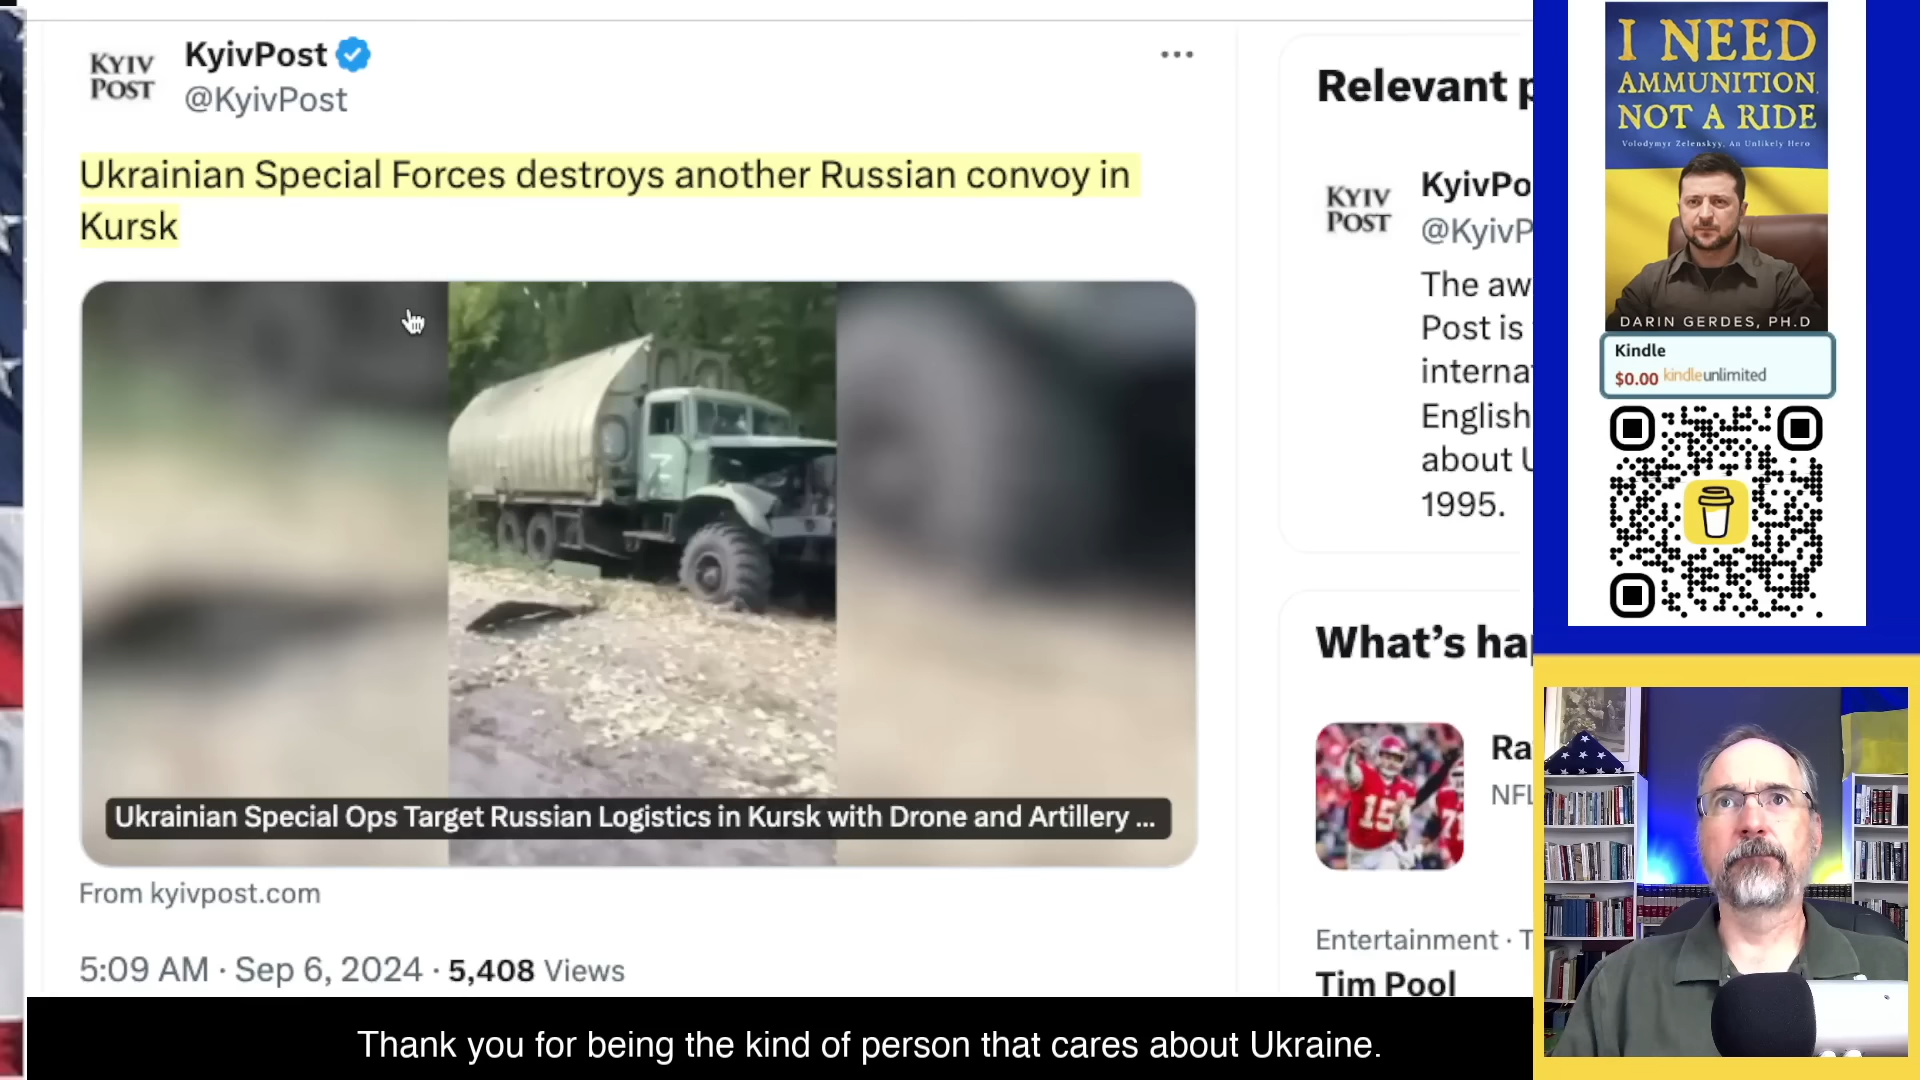 KYIV
POST
KyivPost
@KyivPost
Ukrainian Special Forces destroys another Russian convoy in
Kursk
Z
Ukrainian Special Ops Target Russian Logistics in Kursk with Drone and Artillery ...
From kyivpost.com
5:09 AM · Sep 6, 2024 · 5,408 Views
Relevant p
KYIV
POST
KyivPo
@KyivP
The aw
Post is
interna
English
about U
1995.
What's ha
15
Ra
NFL
Entertainment · T
Tim Pool
I NEED
AMMUNITION,
NOT A RIDE
Volodymyr Zelenskyy, An Unlikely Hero
DARIN GERDES, PH.D
Kindle
$0.00 kindleunlimited
Thank you for being the kind of person that cares about Ukraine.